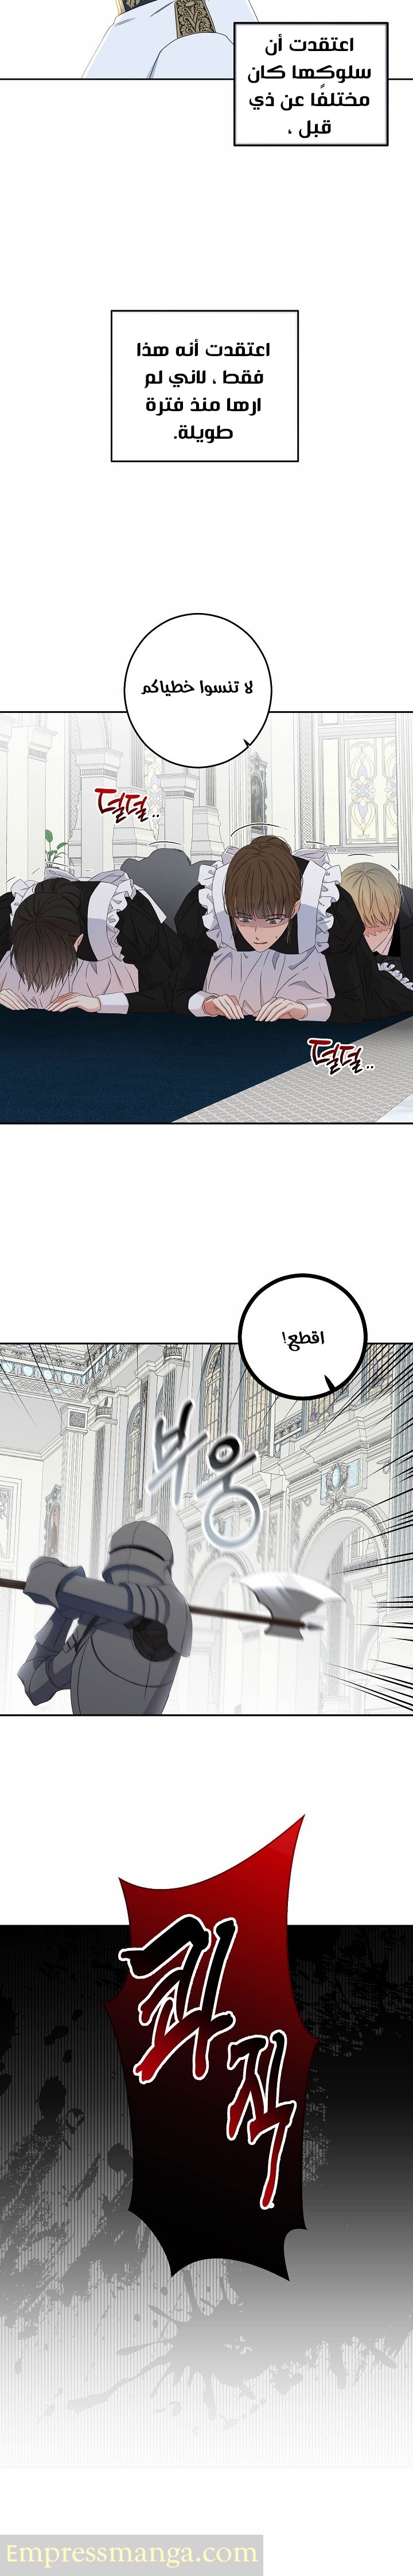 اعتقدت أن
سلوكها كان
مختلفًا عن ذي
قبل ،
اعتقدت أنه هذا
فقط ، لاني لم
ارها منذ فترة
طويلة.
لا تنسوا خطياكم
덜덜..
덜덜..
اقطع!
부웅
콰직
Empressmanga.com